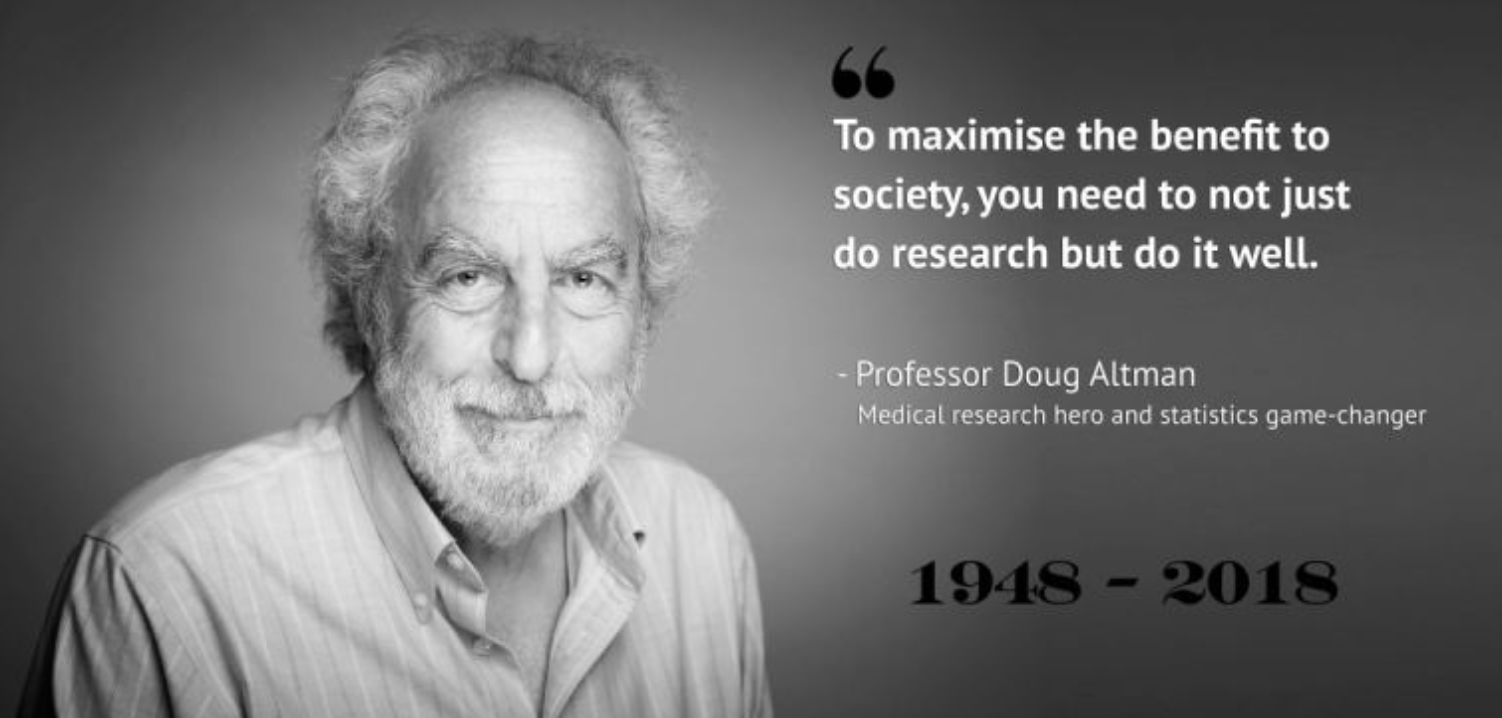 “
To maximise the benefit to
society, you need to not just
do research but do it well.
- Professor Doug Altman
Medical research hero and statistics game-changer
1948 - 2018